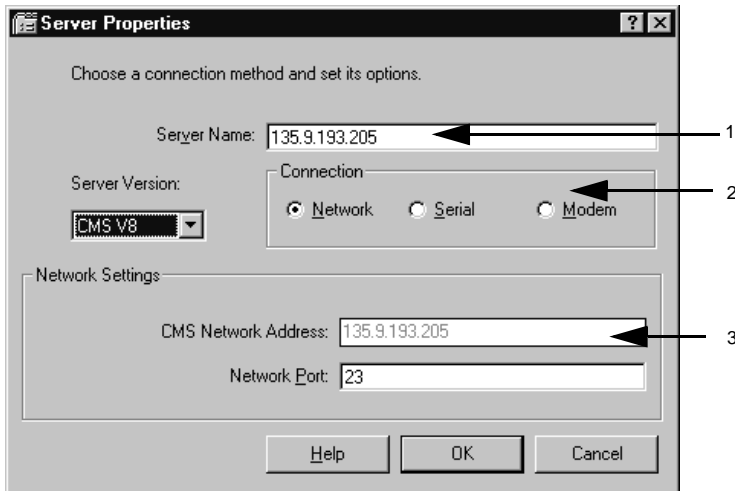 Server Properties
Choose a connection method and set its options.
Server Name: 135.9.193.205
1
Server Version:
Connection
2
CMS V8
Network Serial Modem
Network Settings
CMS Network Address: 135.9.193.205
3
Network Port: 23
Help OK Cancel